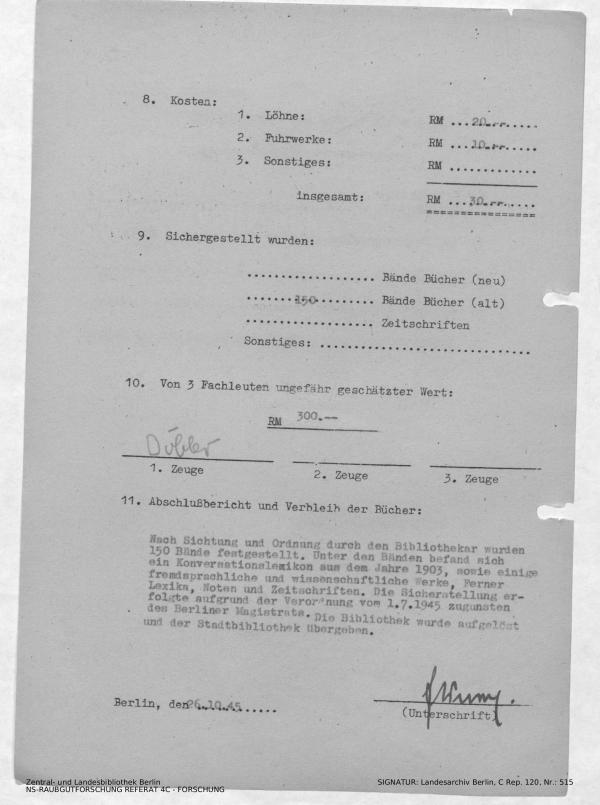 8. Kosten:
1. Löhne: RM ...20.--.....
2. Fuhrwerke: RM ...10.--.....
3. Sonstiges: RM .............
insgesamt: RM ...30.--.....
================
9. Sichergestellt wurden:
................... Bände Bücher (neu)
.......150......... Bände Bücher (alt)
................... Zeitschriften
Sonstiges: ...............................
10. Von 3 Fachleuten ungefähr geschätzter Wert:
RM 300.--
1. Zeuge 2. Zeuge 3. Zeuge
11. Abschlußbericht und Verbleib der Bücher:
Nach Sichtung und Ordnung durch den Bibliothekar wurden
150 Bände festgestellt. Unter den Bänden befand sich
ein Konversationslexikon aus dem Jahre 1903, sowie einige
fremdsprachliche und wissenschaftliche Werke, Ferner
Lexika, Noten und Zeitschriften. Die Sicherstellung er-
folgte aufgrund der Verordnung vom 1.7.1945 zugunsten
des Berliner Magistrats. Die Bibliothek wurde aufgelöst
und der Stadtbibliothek übergeben.
Berlin, den 26.10.45.....
(Unterschrift)
Zentral- und Landesbibliothek Berlin SIGNATUR: Landesarchiv Berlin, C Rep. 120, Nr.: 515
NS-RAUBGUTFORSCHUNG REFERAT 4C - FORSCHUNG